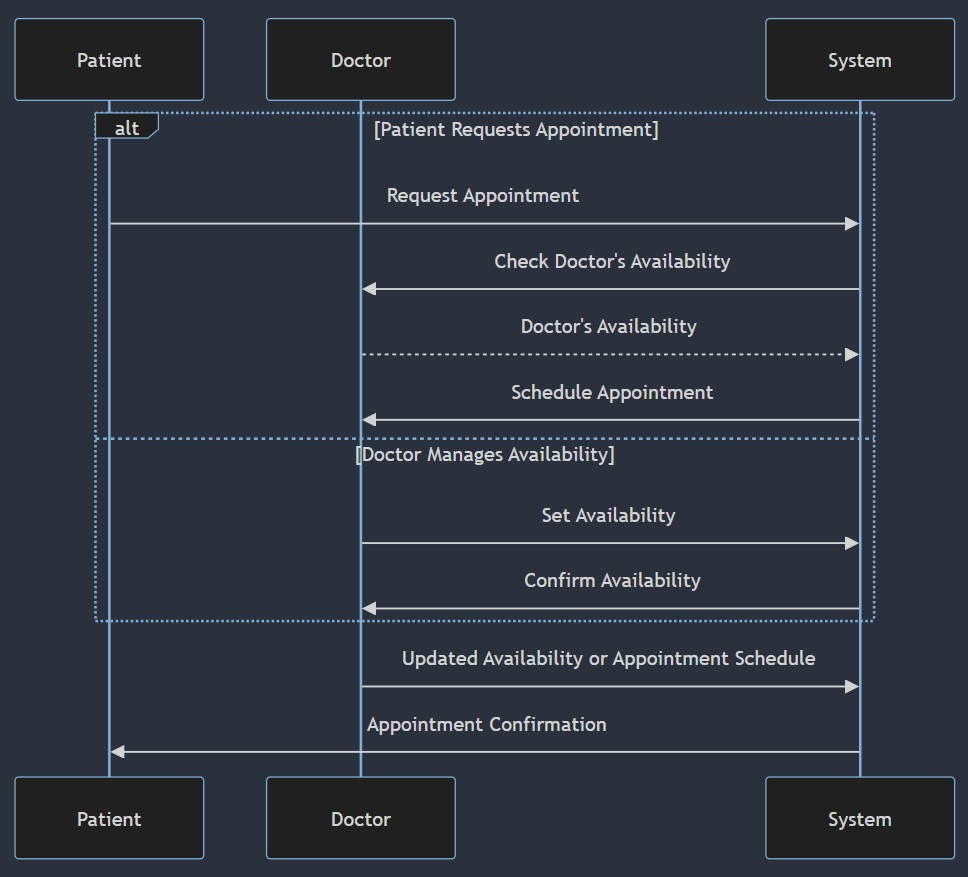 Patient
Doctor
System
alt
[Patient Requests Appointment]
Request Appointment
Check Doctor's Availability
Doctor's Availability
Schedule Appointment
[Doctor Manages Availability]
Set Availability
Confirm Availability
Updated Availability or Appointment Schedule
Appointment Confirmation
Patient
Doctor
System